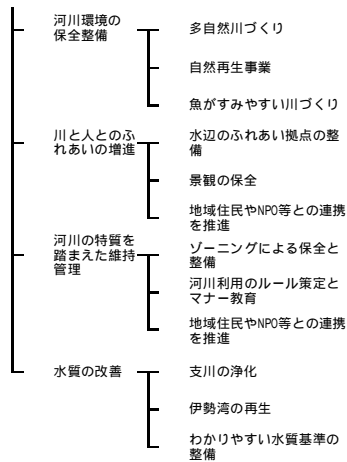 河川環境の
保全整備
多自然川づくり
自然再生事業
魚がすみやすい川づくり
川と人とのふ
れあいの増進
水辺のふれあい拠点の整
備
景観の保全
地域住民やNPO等との連携
を推進
河川の特質を
踏まえた維持
管理
ゾーニングによる保全と
整備
河川利用のルール策定と
マナー教育
地域住民やNPO等との連携
を推進
水質の改善
支川の浄化
伊勢湾の再生
わかりやすい水質基準の
整備